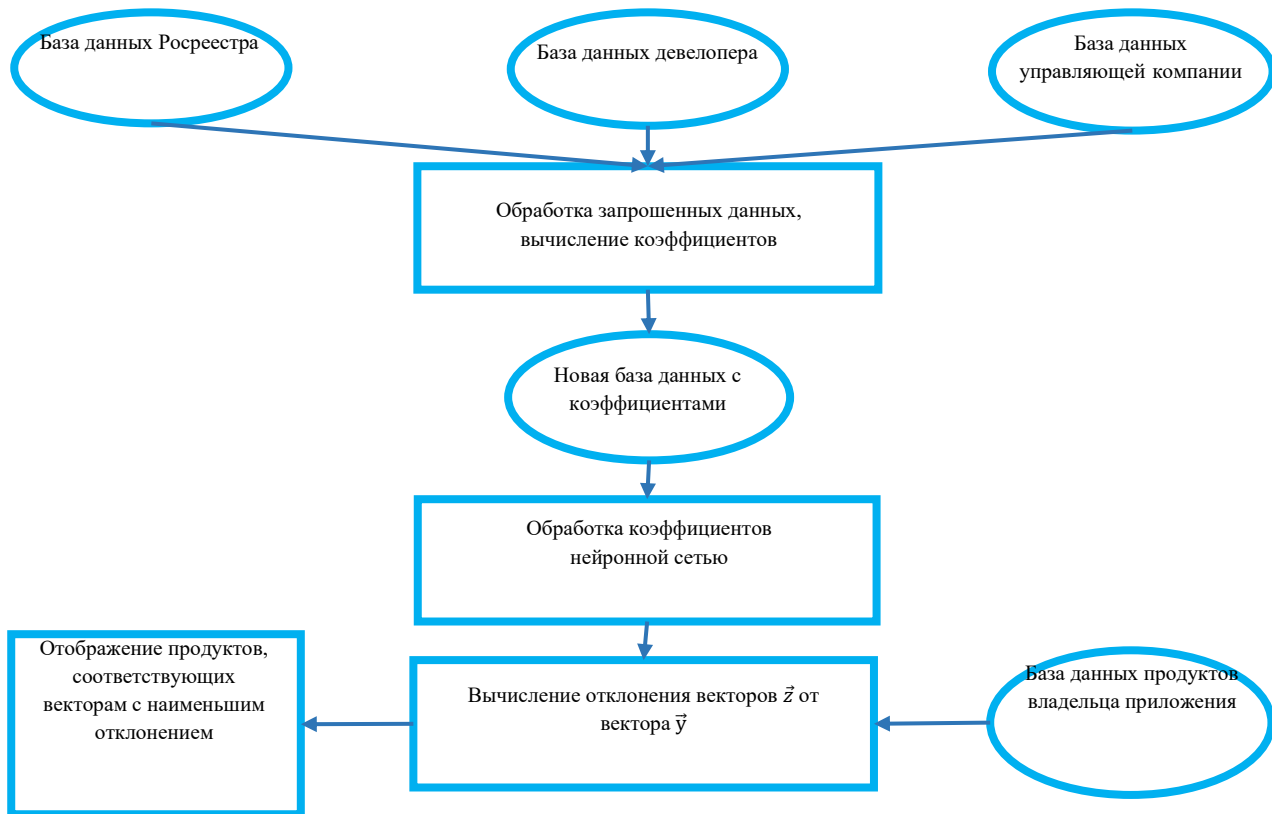 База данных Росреестра
База данных девелопера
База данных
управляющей компании
Обработка запрошенных данных,
вычисление коэффициентов
Новая база данных с
коэффициентами
Обработка коэффициентов
нейронной сетью
Отображение продуктов,
соответствующих
векторам с наименьшим
отклонением
Вычисление отклонения векторов z⃗ от
вектора y⃗
База данных продуктов
владельца приложения